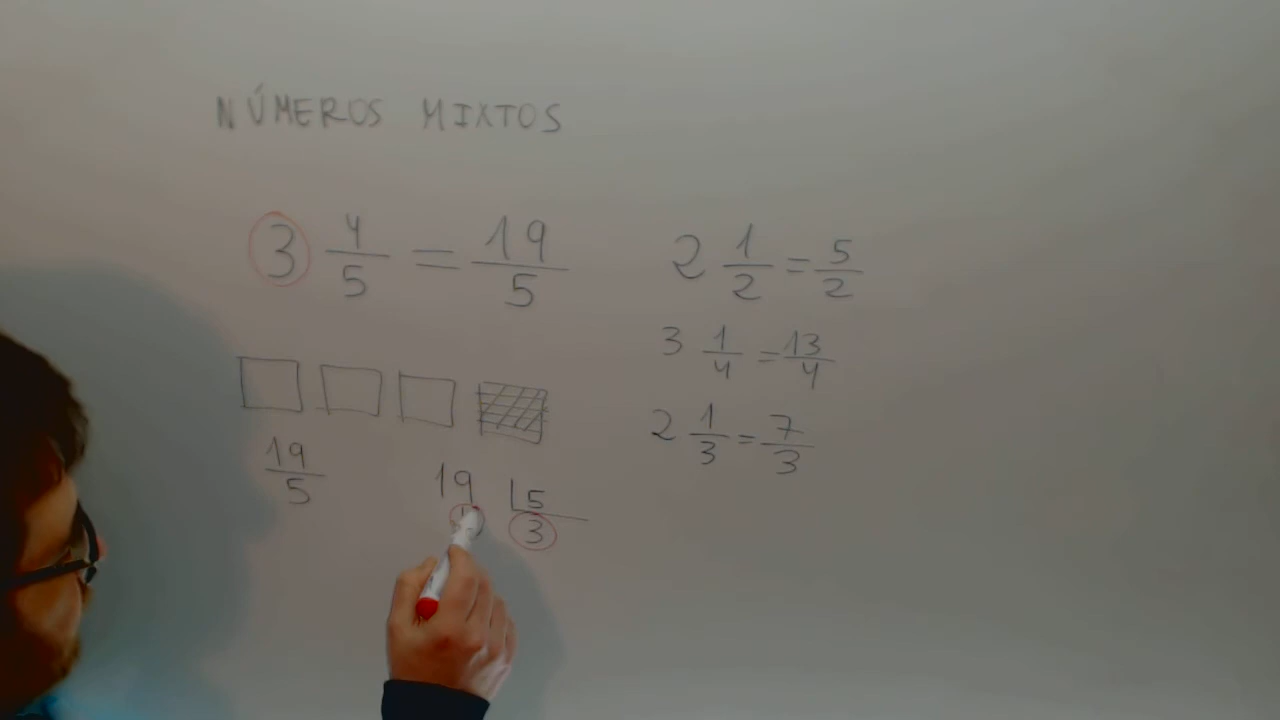 NÚMEROS MIXTOS
3 4/5 = 19/5
2 1/2 = 5/2
3 1/4 = 13/4
2 1/3 = 7/3
19/5
19 5
3